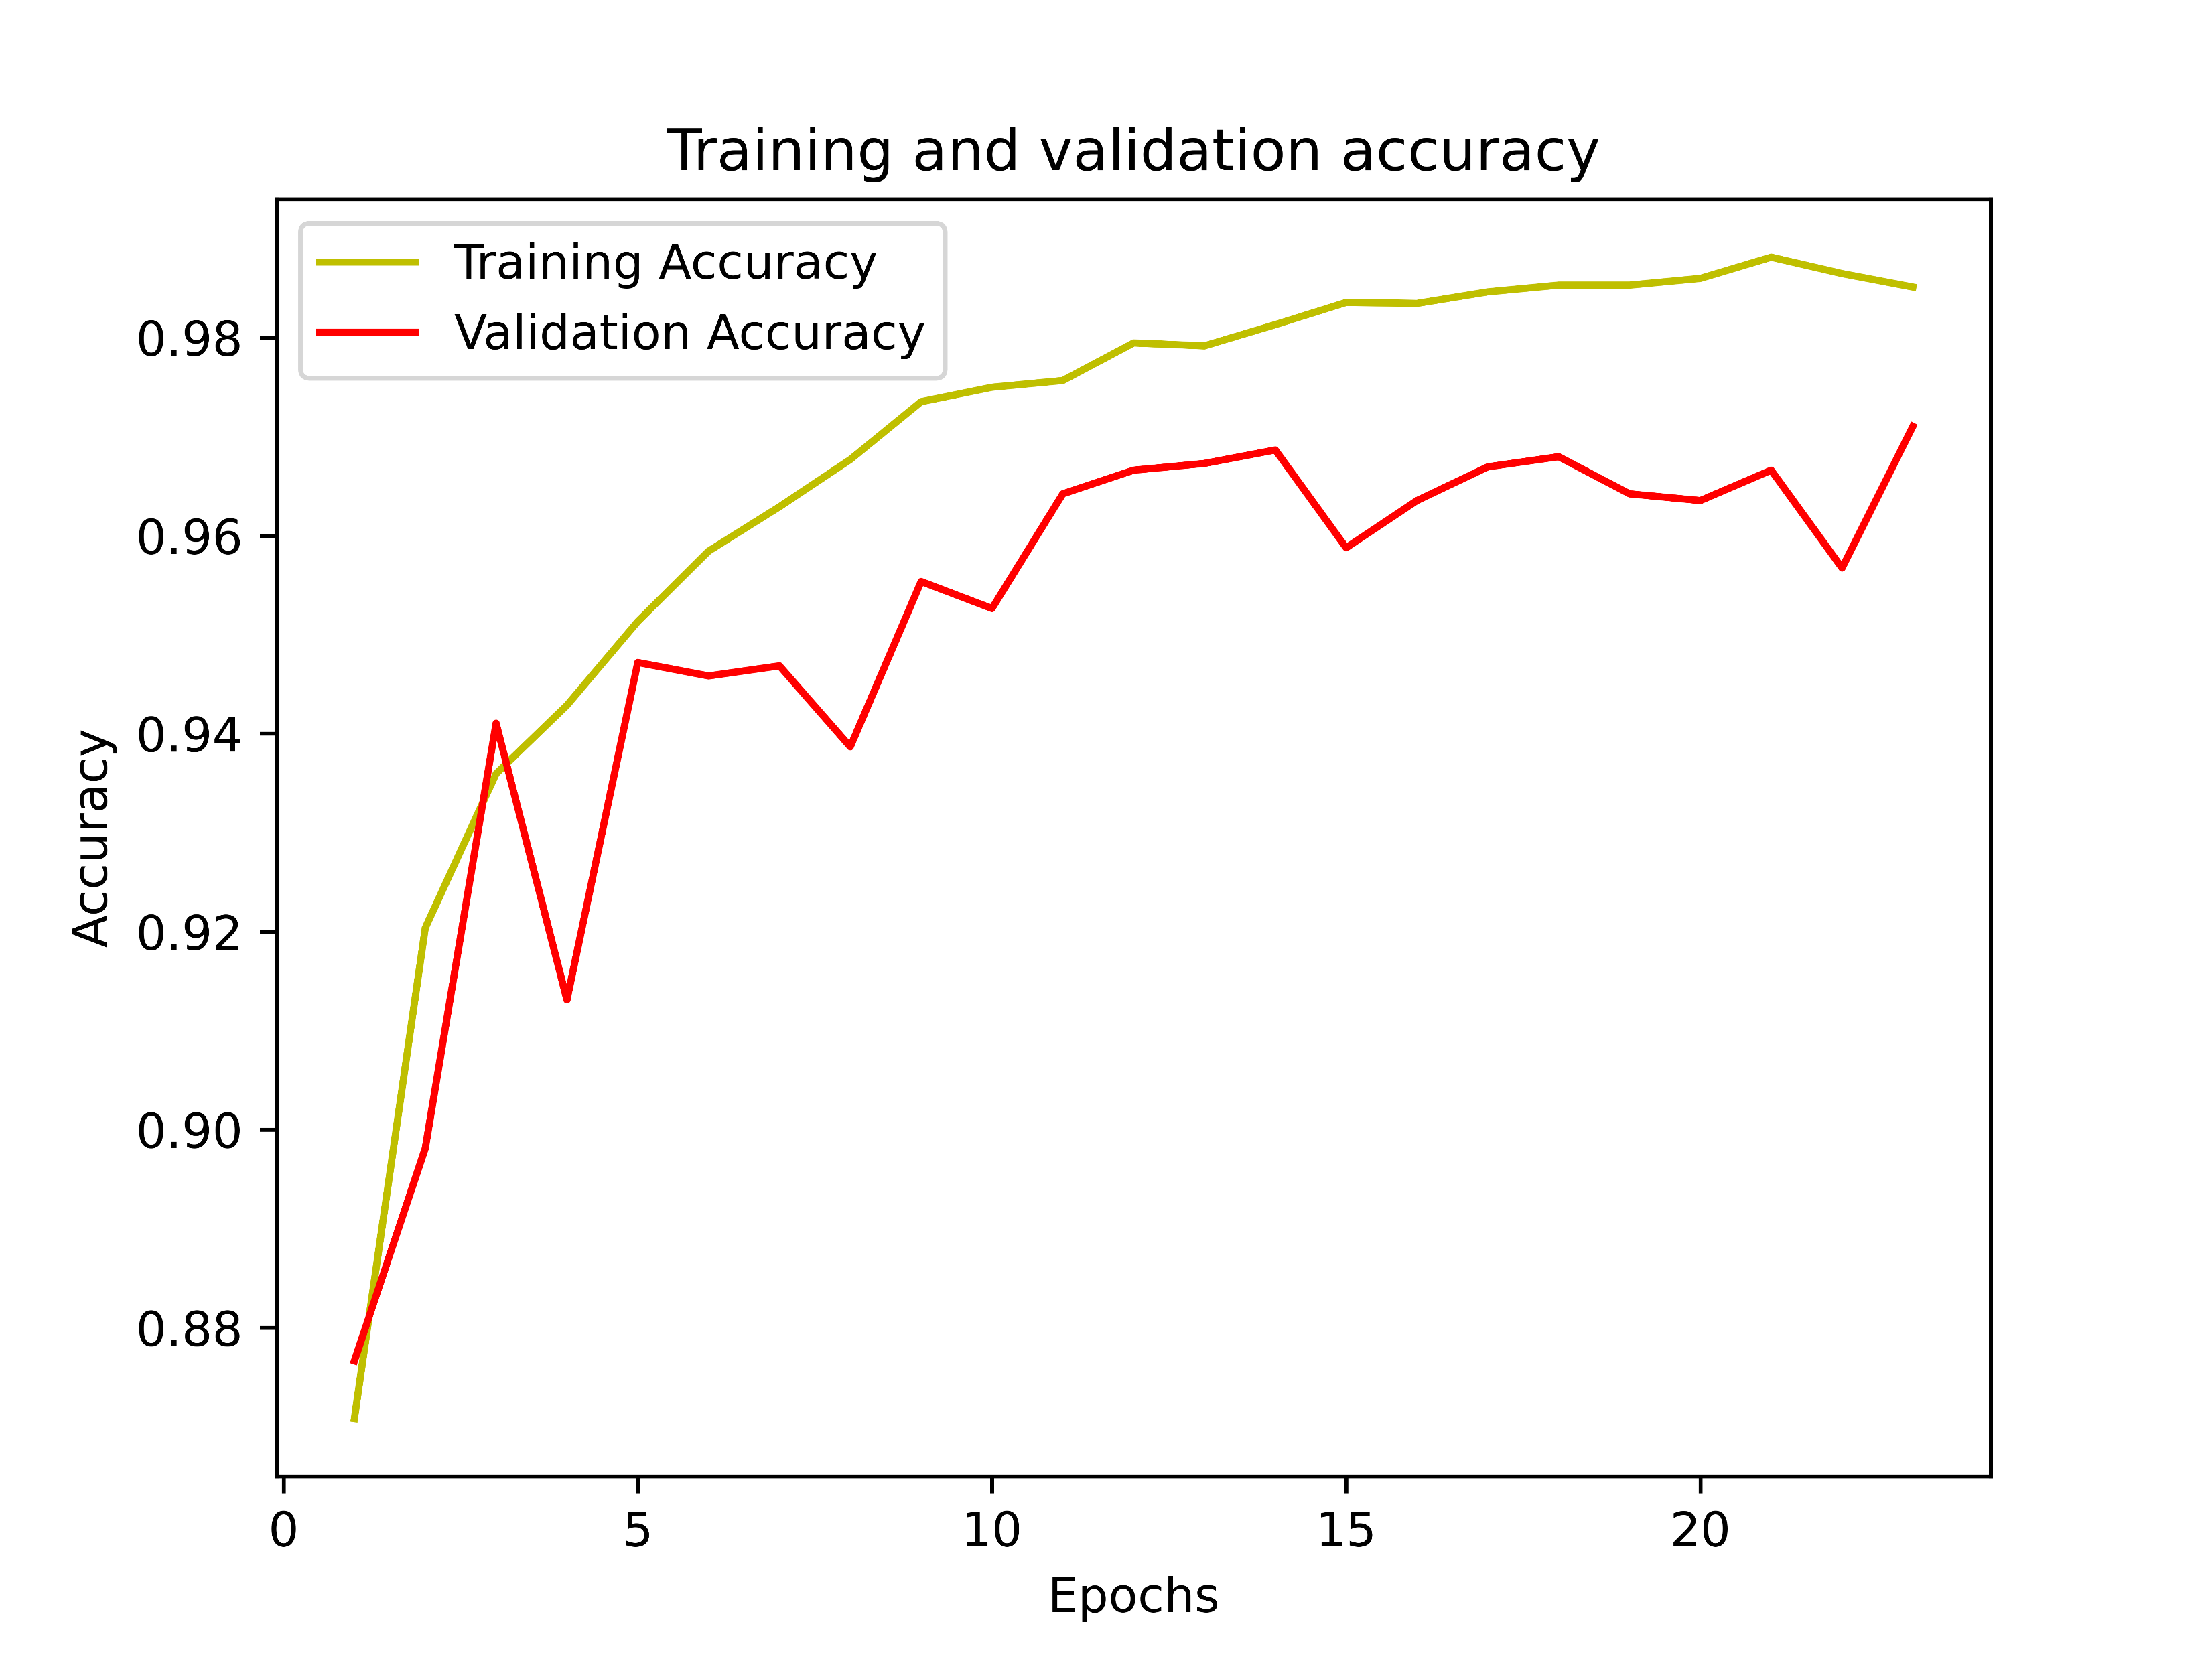 Training and validation accuracy
Training Accuracy
Validation Accuracy
0.98
0.96
0.94
0.92
0.90
0.88
Accuracy
0 5 10 15 20
Epochs